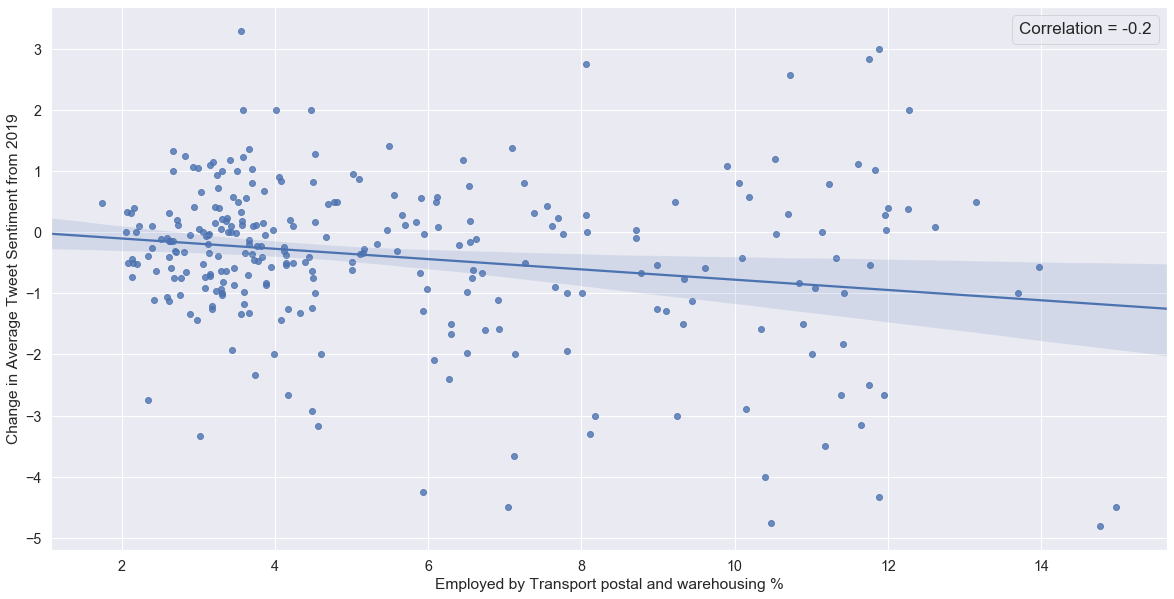 Correlation = -0.2
Change in Average Tweet Sentiment from 2019
3
2
1
0
−1
−2
−3
−4
−5
2 4 6 8 10 12 14
Employed by Transport postal and warehousing %